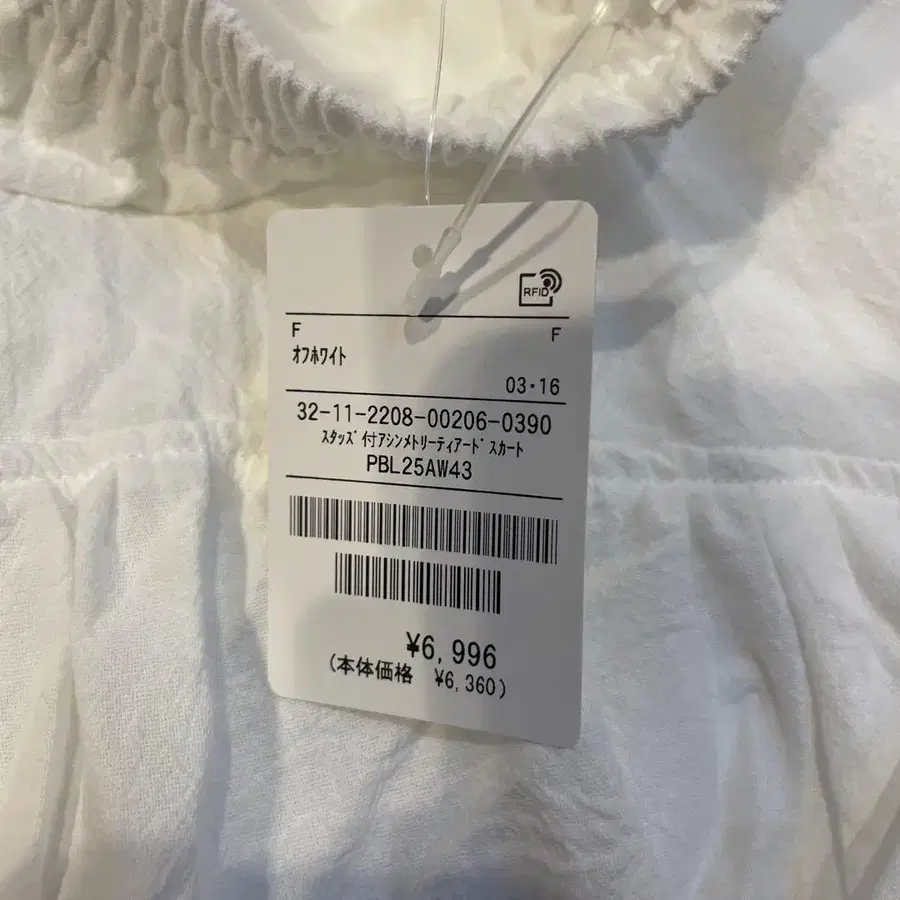 RFID
F F
ｵﾌﾎﾜｲﾄ
03・16
32-11-2208-00206-0390
ｽﾀｯｽﾞ付ｱｼﾝﾒﾄﾘｰﾃｨｱｰﾄﾞｽｶｰﾄ
PBL25AW43
¥6,996
(本体価格 ¥6,360)